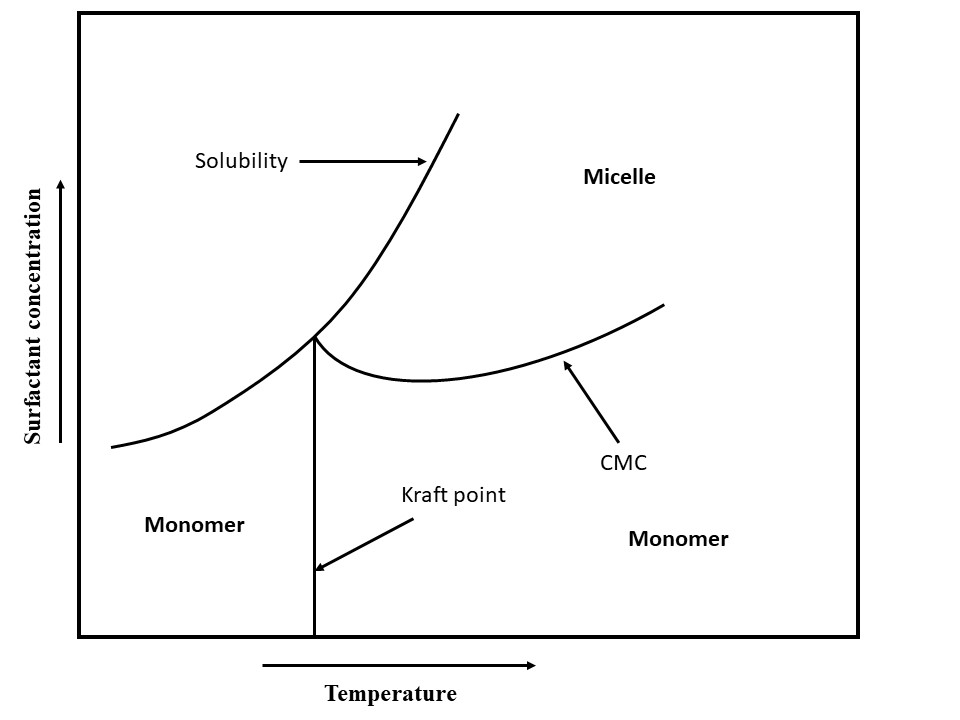 Solubility
Micelle
Surfactant concentration
CMC
Kraft point
Monomer
Monomer
Temperature